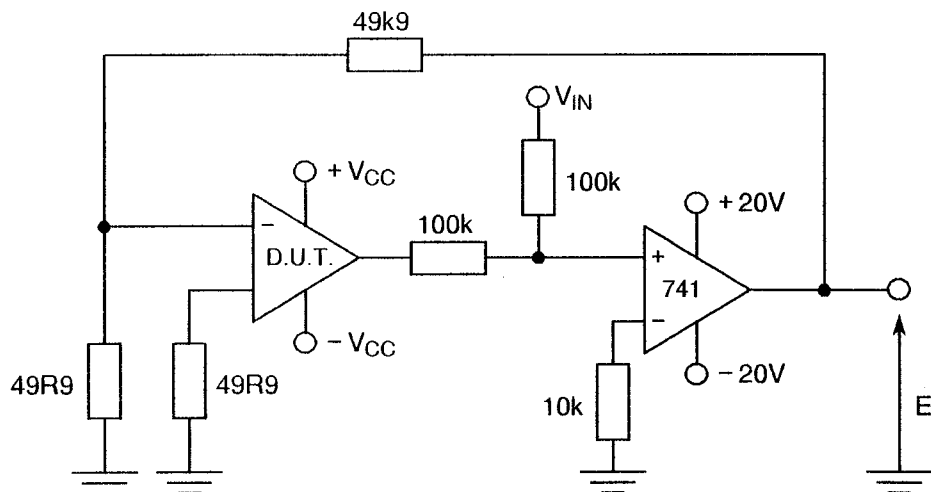 49k9
V_IN
100k
+ V_CC
+ 20V
-
D.U.T.
100k
+
741
-
- V_CC
- 20V
49R9
49R9
10k
E